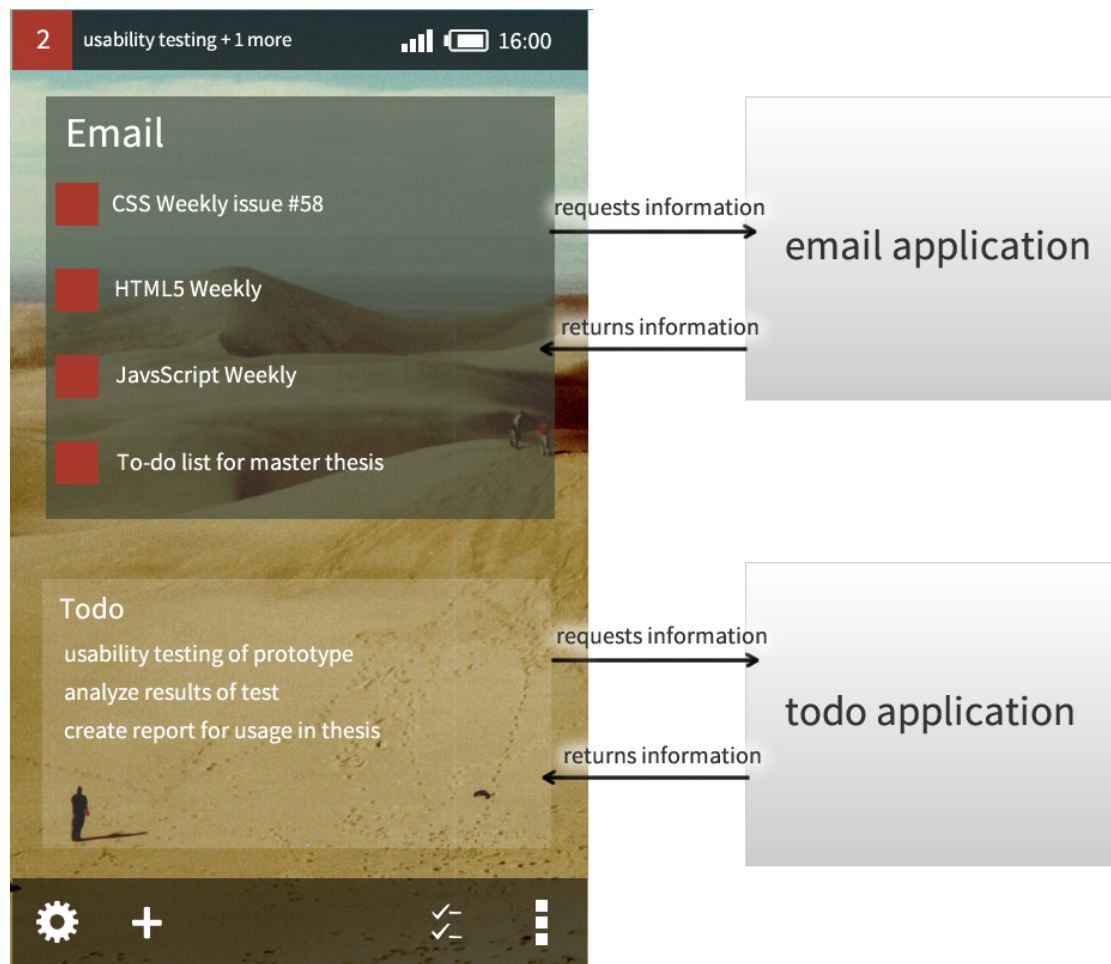 2
usability testing + 1 more
16:00
Email
CSS Weekly issue #58
HTML5 Weekly
JavsScript Weekly
To-do list for master thesis
requests information
email application
returns information
Todo
usability testing of prototype
analyze results of test
create report for usage in thesis
requests information
todo application
returns information